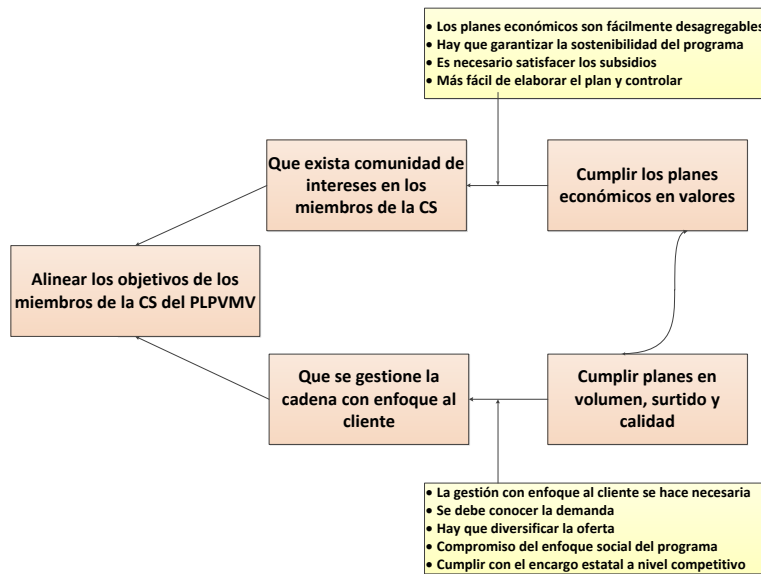 • Los planes económicos son fácilmente desagregables
• Hay que garantizar la sostenibilidad del programa
• Es necesario satisfacer los subsidios
• Más fácil de elaborar el plan y controlar
Que exista comunidad de
intereses en los
miembros de la CS
Cumplir los planes
económicos en valores
Alinear los objetivos de los
miembros de la CS del PLPVMV
Que se gestione la
cadena con enfoque al
cliente
Cumplir planes en
volumen, surtido y
calidad
• La gestión con enfoque al cliente se hace necesaria
• Se debe conocer la demanda
• Hay que diversificar la oferta
• Compromiso del enfoque social del programa
• Cumplir con el encargo estatal a nivel competitivo